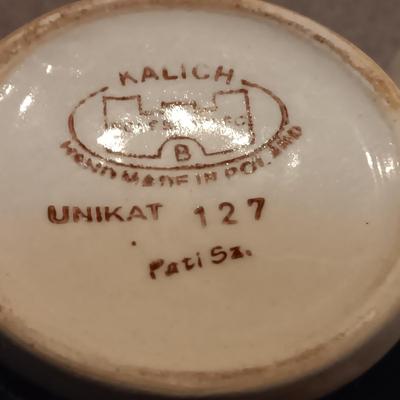 KALICH
B
HAND MADE IN POLAND
UNIKAT 127
Pati Sz.